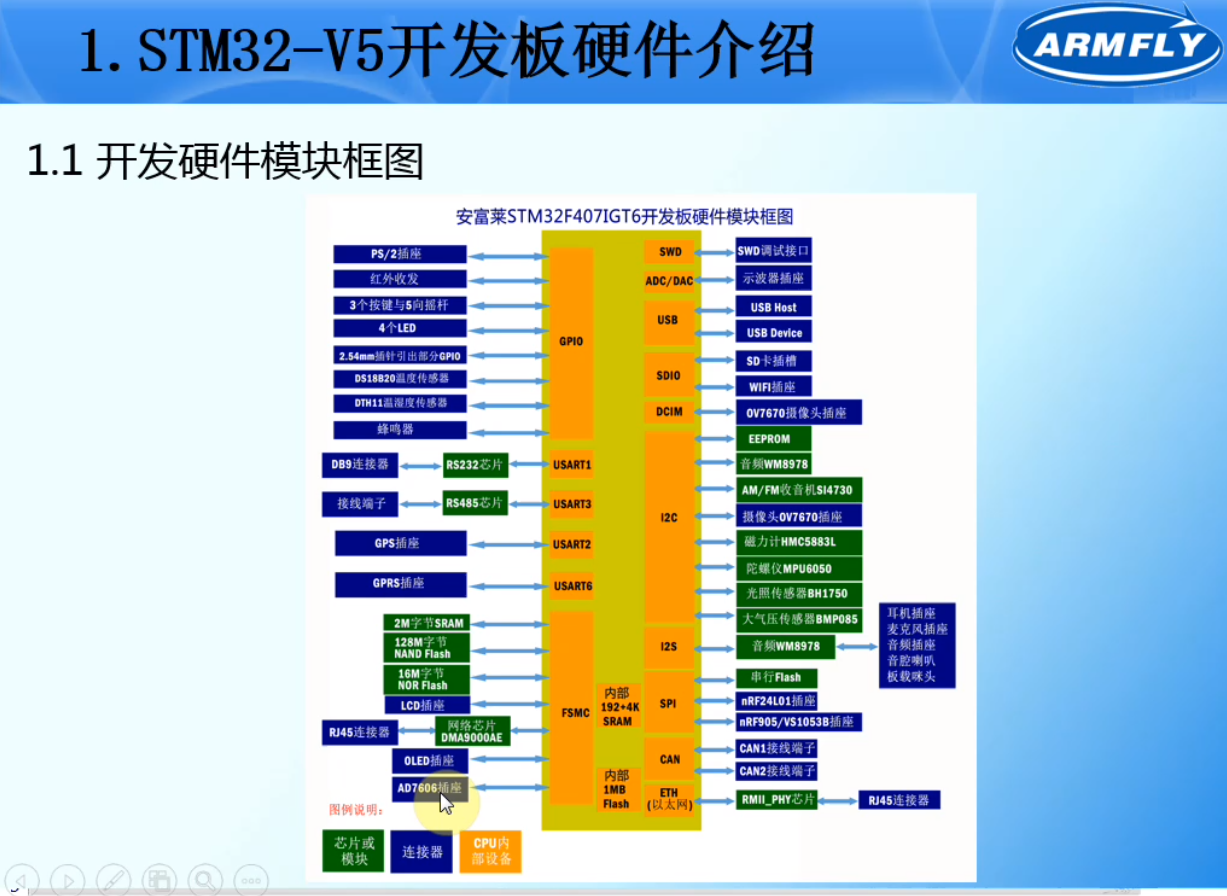 1.STM32-V5开发板硬件介绍
ARMFLY
1.1 开发硬件模块框图
安富莱STM32F407IGT6开发板硬件模块框图
PS/2插座
红外收发
3个按键与5向摇杆
4个LED
2.54mm插针引出部分GPIO
DS18B20温度传感器
DTH11温湿度传感器
蜂鸣器
GPIO
DB9连接器
RS232芯片
USART1
接线端子
RS485芯片
USART3
GPS插座
USART2
GPRS插座
USART6
2M字节SRAM
128M字节
NAND Flash
16M字节
NOR Flash
LCD插座
RJ45连接器
网络芯片
DMA9000AE
OLED插座
AD7606插座
FSMC
内部
192+4K
SRAM
内部
1MB
Flash
SWD
SWD调试接口
ADC/DAC
示波器插座
USB
USB Host
USB Device
SDIO
SD卡插槽
WIFI插座
DCIM
OV7670摄像头插座
I2C
EEPROM
音频WM8978
AM/FM收音机SI4730
摄像头OV7670插座
磁力计HMC5883L
陀螺仪MPU6050
光照传感器BH1750
大气压传感器BMP085
I2S
音频WM8978
耳机插座
麦克风插座
音频插座
音腔喇叭
板载咪头
SPI
串行Flash
nRF24L01插座
nRF905/VS1053B插座
CAN
CAN1接线端子
CAN2接线端子
ETH
(以太网)
RMII_PHY芯片
RJ45连接器
图例说明:
芯片或
模块
连接器
CPU内
部设备